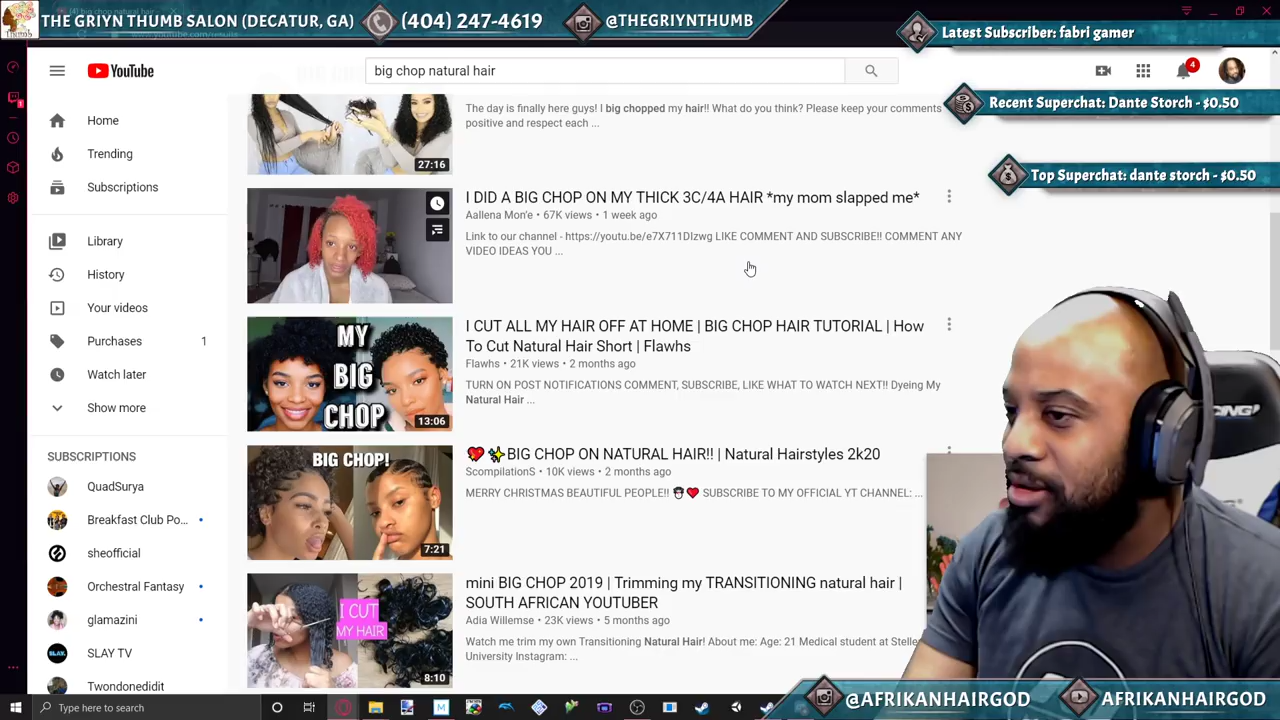 THE GRIYN THUMB SALON (DECATUR, GA)
(404) 247-4619
@THEGRIYNTHUMB
Latest Subscriber: fabri gamer
Recent Superchat: Dante Storch - $0.50
Top Superchat: dante storch - $0.50
YouTube
big chop natural hair
4
Home
Trending
Subscriptions
Library
History
Your videos
Purchases 1
Watch later
Show more
SUBSCRIPTIONS
QuadSurya
Breakfast Club Po...
sheofficial
Orchestral Fantasy
glamazini
SLAY TV
Twondonedidit
The day is finally here guys! I big chopped my hair!! What do you think? Please keep your comments
positive and respect each ...
27:16
I DID A BIG CHOP ON MY THICK 3C/4A HAIR *my mom slapped me*
Aallena Mon'e • 67K views • 1 week ago
Link to our channel - https://youtu.be/e7X711DIzwg LIKE COMMENT AND SUBSCRIBE!! COMMENT ANY
VIDEO IDEAS YOU ...
MY
BIG
CHOP
13:06
I CUT ALL MY HAIR OFF AT HOME | BIG CHOP HAIR TUTORIAL | How
To Cut Natural Hair Short | Flawhs
Flawhs • 21K views • 2 months ago
TURN ON POST NOTIFICATIONS COMMENT, SUBSCRIBE, LIKE WHAT TO WATCH NEXT!! Dyeing My
Natural Hair ...
BIG CHOP!
7:21
❤️✨BIG CHOP ON NATURAL HAIR!! | Natural Hairstyles 2k20
ScompilationS • 10K views • 2 months ago
MERRY CHRISTMAS BEAUTIFUL PEOPLE!! ❤️ SUBSCRIBE TO MY OFFICIAL YT CHANNEL: ...
I CUT
MY HAIR
8:10
mini BIG CHOP 2019 | Trimming my TRANSITIONING natural hair |
SOUTH AFRICAN YOUTUBER
Adia Willemse • 23K views • 5 months ago
Watch me trim my own Transitioning Natural Hair! About me: Age: 21 Medical student at Stelle
University Instagram: ...
Type here to search
@AFRIKANHAIRGOD
AFRIKANHAIRGOD